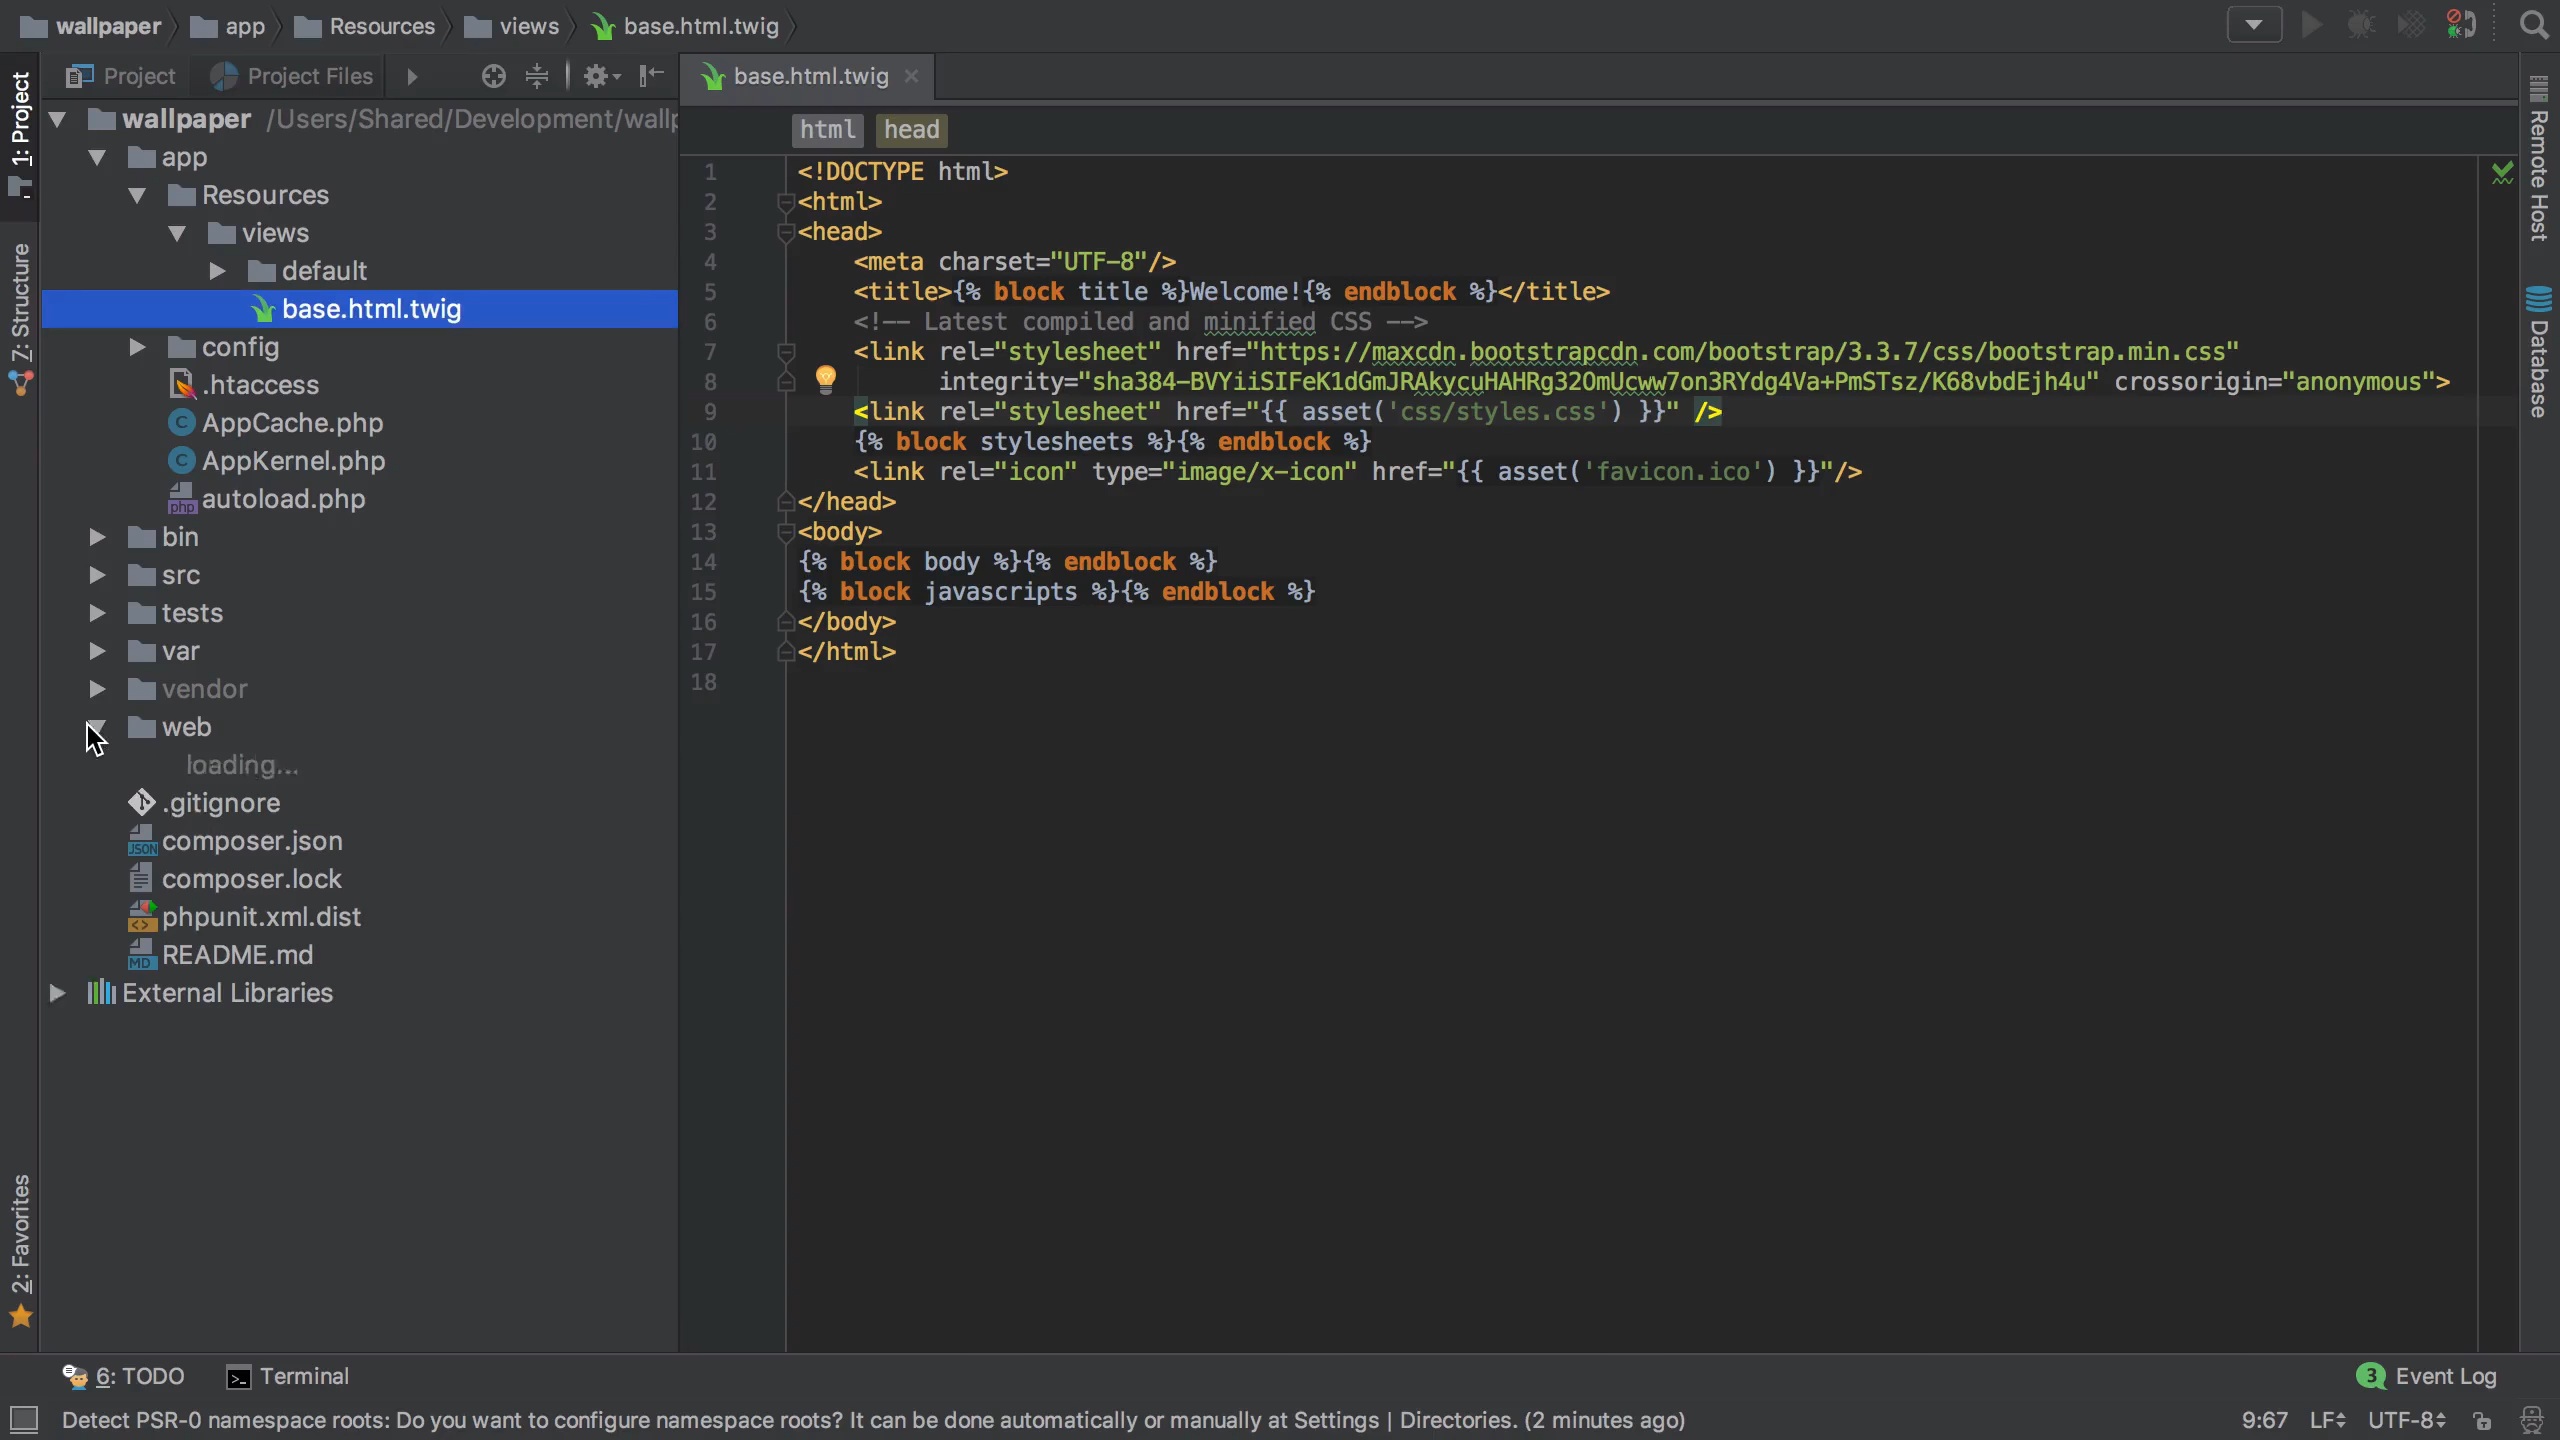 wallpaper app Resources views base.html.twig
1: Project
7: Structure
2: Favorites
Project Project Files
wallpaper /Users/Shared/Development/wallp
app
Resources
views
default
base.html.twig
config
.htaccess
AppCache.php
AppKernel.php
autoload.php
bin
src
tests
var
vendor
web
loading...
.gitignore
composer.json
composer.lock
phpunit.xml.dist
README.md
External Libraries
base.html.twig
html head
1 <!DOCTYPE html>
2 <html>
3 <head>
4 <meta charset="UTF-8"/>
5 <title>{% block title %}Welcome!{% endblock %}</title>
6 <!-- Latest compiled and minified CSS -->
7 <link rel="stylesheet" href="https://maxcdn.bootstrapcdn.com/bootstrap/3.3.7/css/bootstrap.min.css"
8 integrity="sha384-BVYiiSIFeK1dGmJRAkycuHAHRg32OmUcww7on3RYdg4Va+PmSTsz/K68vbdEjh4u" crossorigin="anonymous">
9 <link rel="stylesheet" href="{{ asset('css/styles.css') }}" />
10 {% block stylesheets %}{% endblock %}
11 <link rel="icon" type="image/x-icon" href="{{ asset('favicon.ico') }}"/>
12 </head>
13 <body>
14 {% block body %}{% endblock %}
15 {% block javascripts %}{% endblock %}
16 </body>
17 </html>
18
Remote Host
Database
6: TODO Terminal
3 Event Log
Detect PSR-0 namespace roots: Do you want to configure namespace roots? It can be done automatically or manually at Settings | Directories. (2 minutes ago)
9:67 LF UTF-8